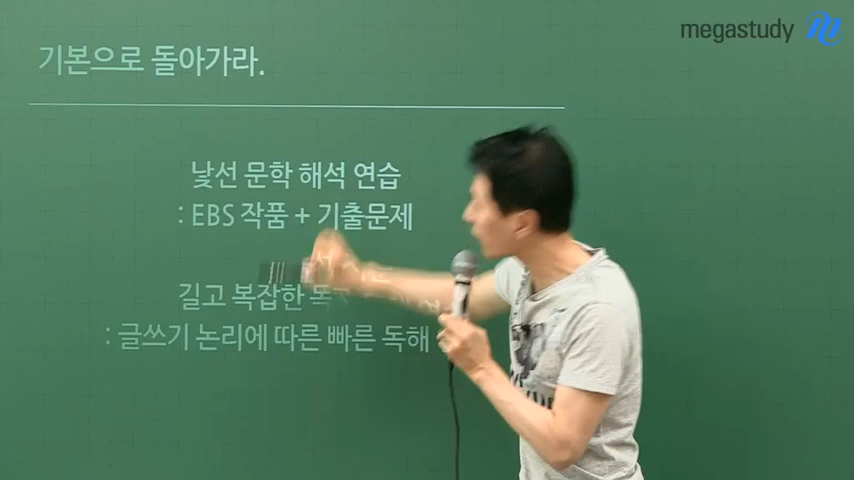 megastudy
기본으로 돌아가라.
낯선 문학 해석 연습
: EBS 작품 + 기출문제
길고 복잡한
: 글쓰기 논리에 따른 빠른 독해